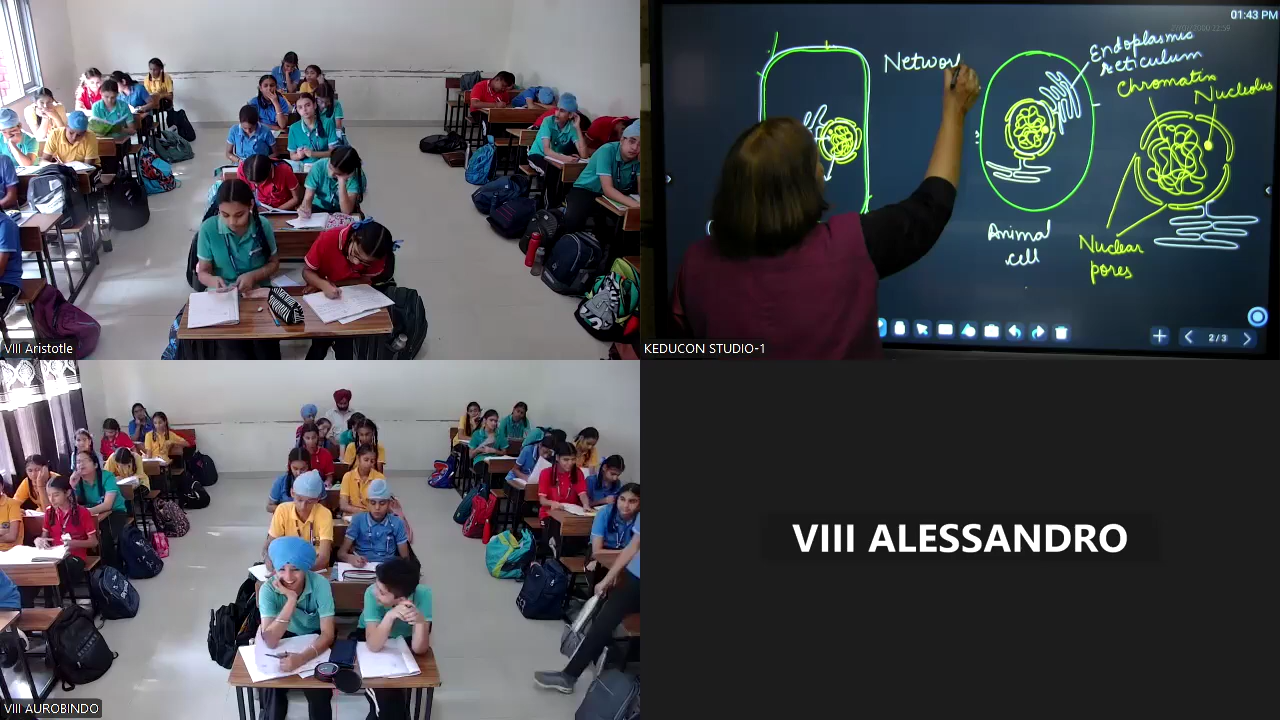 01:43 PM
Network
Endoplasmic
reticulum
Chromatin
Nucleolus
Animal
cell
Nuclear
pores
2/3
VIII Aristotle
KEDUCON STUDIO-1
VIII ALESSANDRO
VIII AUROBINDO